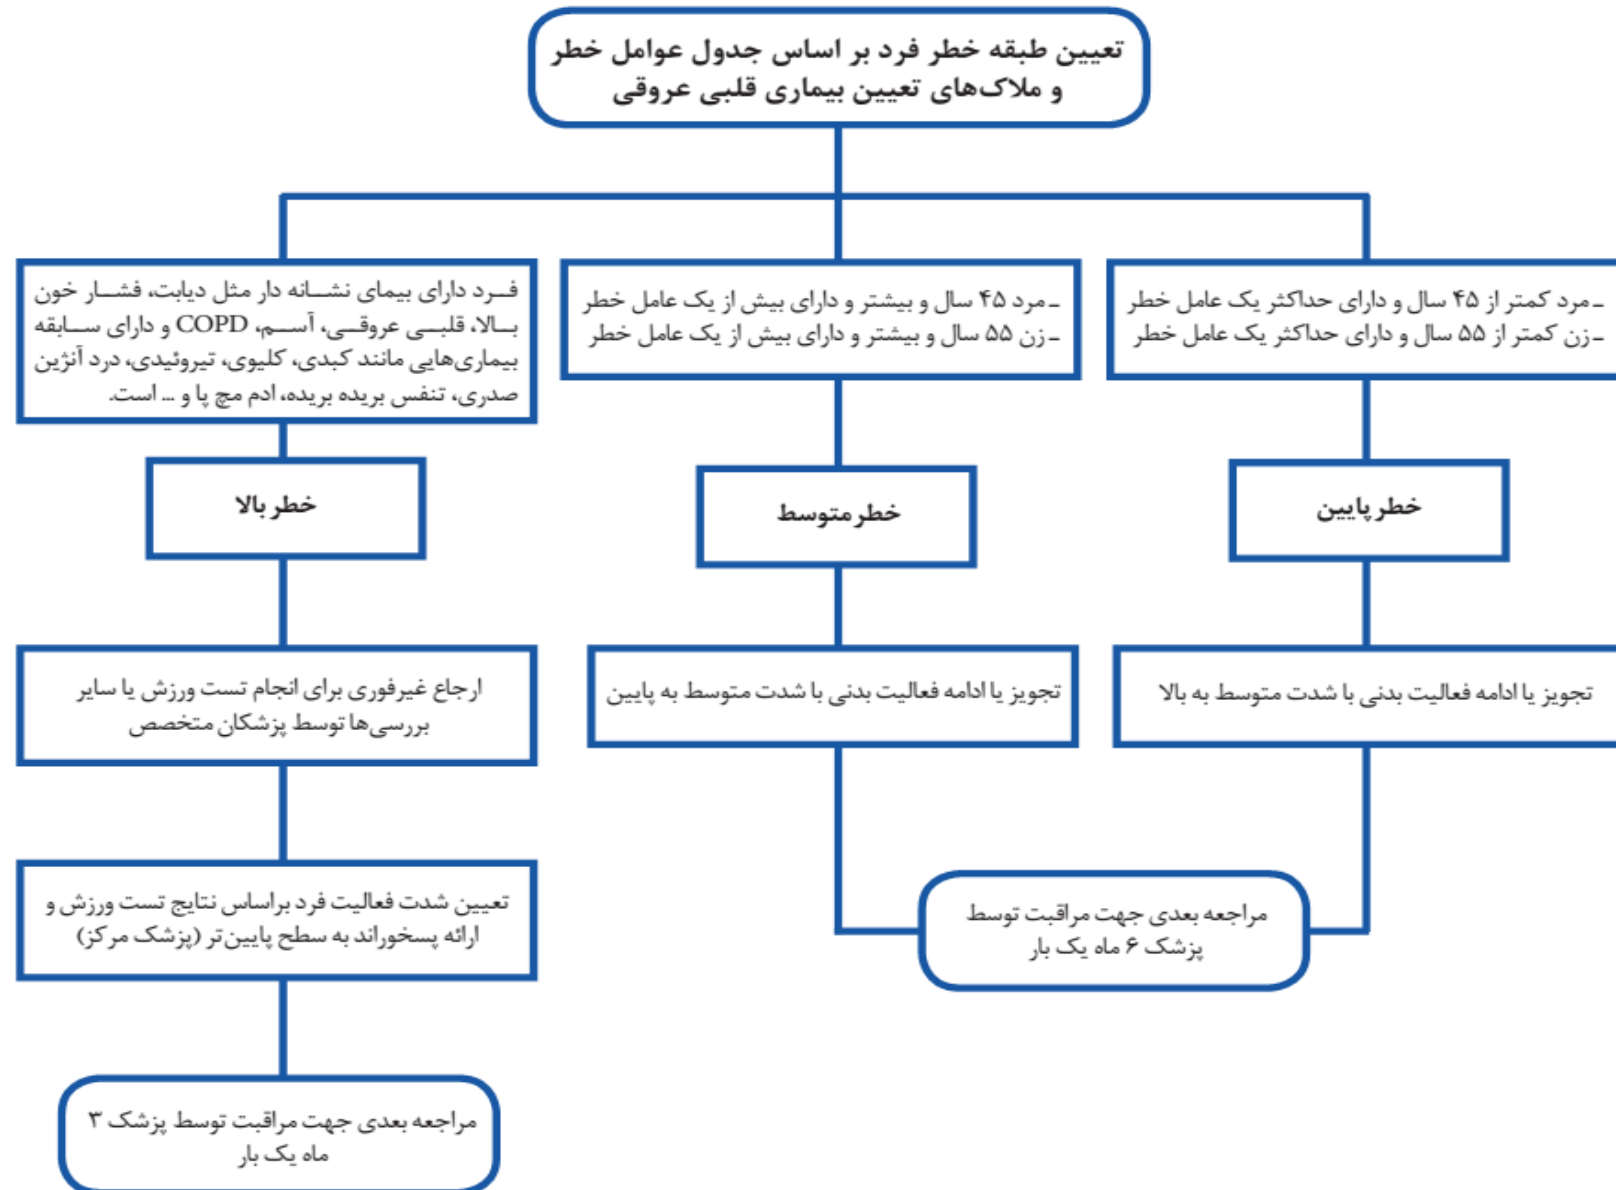 تعیین طبقه خطر فرد بر اساس جدول عوامل خطر
و ملاک‌های تعیین بیماری قلبی عروقی
ـ مرد کمتر از ۴۵ سال و دارای حداکثر یک عامل خطر
ـ زن کمتر از ۵۵ سال و دارای حداکثر یک عامل خطر
ـ مرد ۴۵ سال و بیشتر و دارای بیش از یک عامل خطر
ـ زن ۵۵ سال و بیشتر و دارای بیش از یک عامل خطر
فرد دارای بیمای نشانه دار مثل دیابت، فشار خون
بالا، قلبی عروقی، آسم، COPD و دارای سابقه
بیماری‌هایی مانند کبدی، کلیوی، تیروئیدی، درد آنژین
صدری، تنفس بریده بریده، ادم مچ پا و ... است.
خطر پایین
خطر متوسط
خطر بالا
تجویز یا ادامه فعالیت بدنی با شدت متوسط به بالا
تجویز یا ادامه فعالیت بدنی با شدت متوسط به پایین
ارجاع غیرفوری برای انجام تست ورزش یا سایر
بررسی‌ها توسط پزشکان متخصص
مراجعه بعدی جهت مراقبت توسط
پزشک ۶ ماه یک بار
تعیین شدت فعالیت فرد براساس نتایج تست ورزش و
ارائه پسخوراند به سطح پایین‌تر (پزشک مرکز)
مراجعه بعدی جهت مراقبت توسط پزشک ۳
ماه یک بار